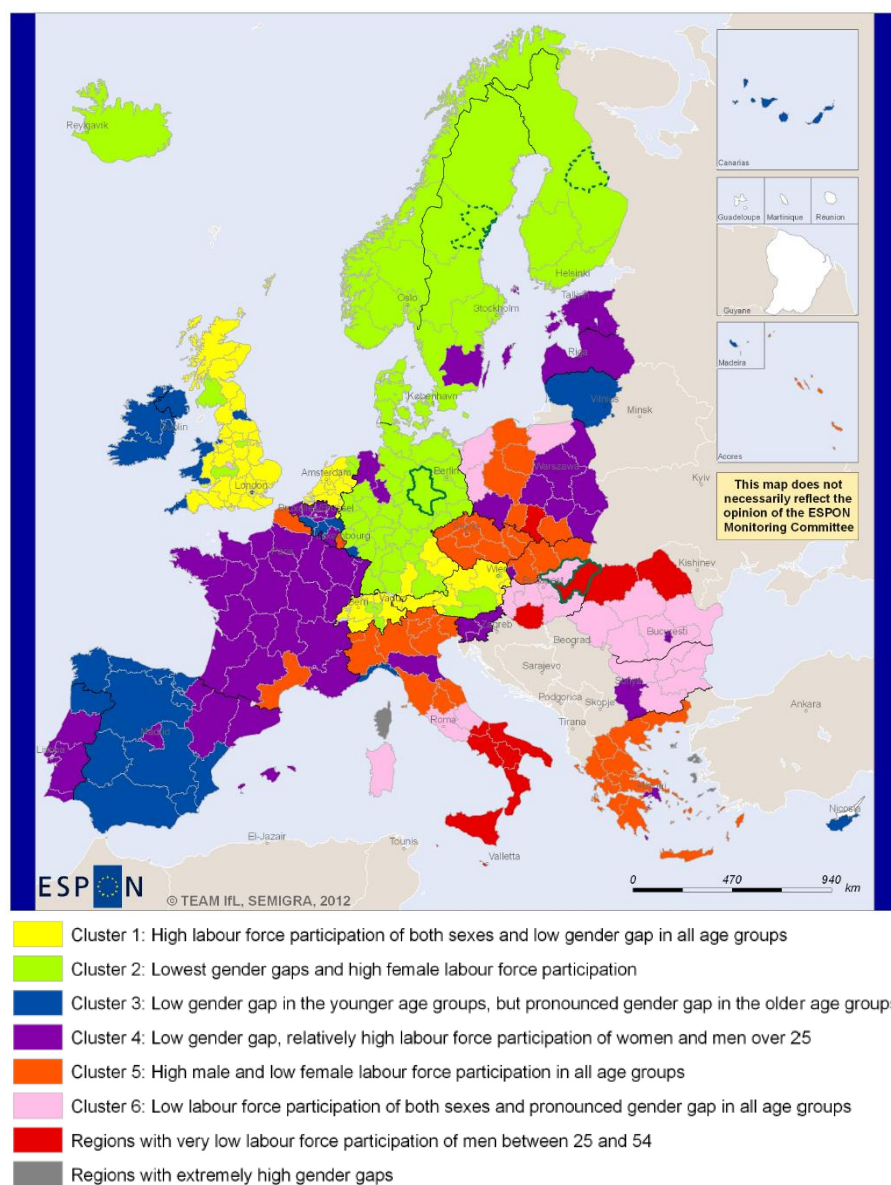 Reykjavik
Canarias
Guadeloupe
Martinique
Réunion
Guyane
Madeira
Acores
Oslo
Helsinki
Stockholm
Riga
København
Vilnius
Minsk
Dublin
London
Amsterdam
Berlin
Warszawa
Kyiv
This map does not
necessarily reflect the
opinion of the ESPON
Monitoring Committee
Paris
Wien
Kishinev
Bern
Vaduz
Zagreb
Beograd
Bucuresti
Sarajevo
Podgorica
Skopje
Tirana
Roma
Madrid
Lisboa
Ankara
Nicosia
El-Jazair
Tounis
Valletta
ESPON
© TEAM IfL, SEMIGRA, 2012
0 470 940
km
Cluster 1: High labour force participation of both sexes and low gender gap in all age groups
Cluster 2: Lowest gender gaps and high female labour force participation
Cluster 3: Low gender gap in the younger age groups, but pronounced gender gap in the older age groups
Cluster 4: Low gender gap, relatively high labour force participation of women and men over 25
Cluster 5: High male and low female labour force participation in all age groups
Cluster 6: Low labour force participation of both sexes and pronounced gender gap in all age groups
Regions with very low labour force participation of men between 25 and 54
Regions with extremely high gender gaps